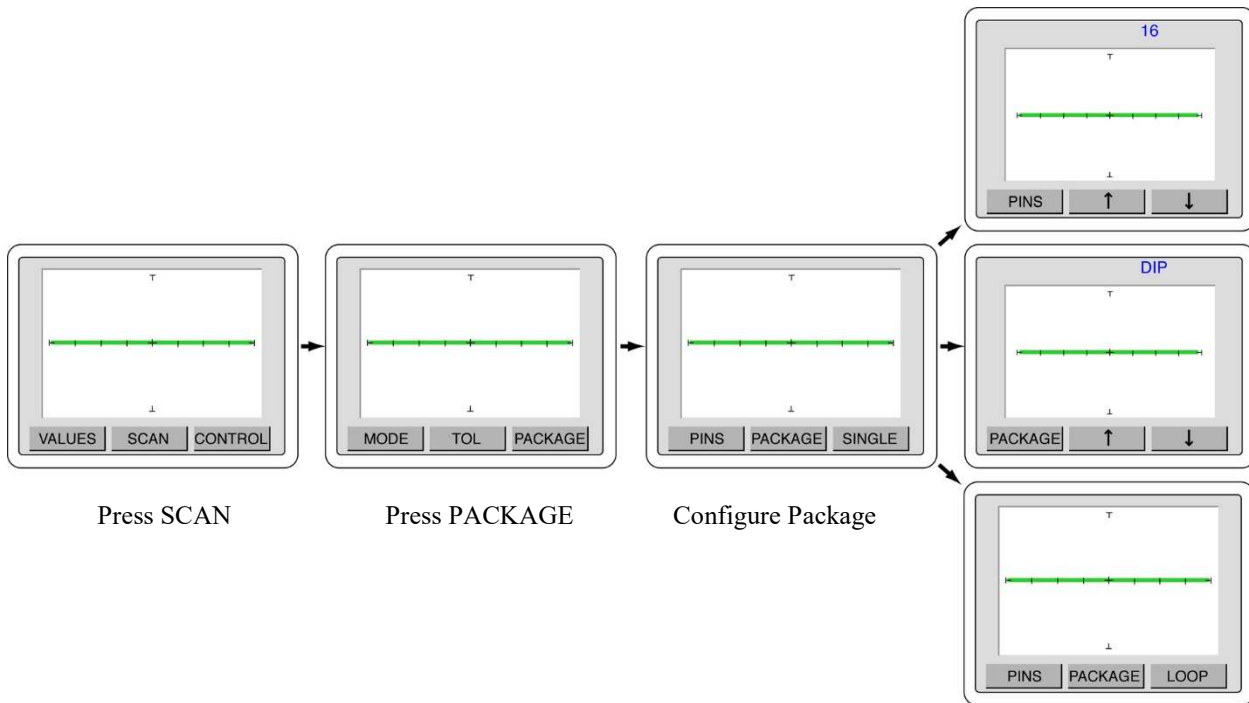 16
PINS ↑ ↓
VALUES SCAN CONTROL
MODE TOL PACKAGE
PINS PACKAGE SINGLE
DIP
PACKAGE ↑ ↓
Press SCAN
Press PACKAGE
Configure Package
PINS PACKAGE LOOP